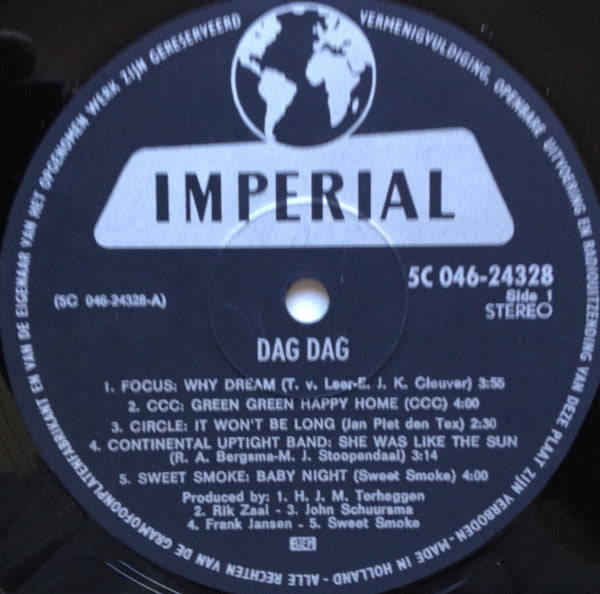 ALLE RECHTEN VAN DE GRAMOFOONPLATENFABRIKANT EN VAN DE EIGENAAR VAN HET OPGENOMEN WERK ZIJN GERESERVEERD
VERMENIGVULDIGING, OPENBARE UITVOERING EN RADIOUITZENDING VAN DEZE PLAAT ZIJN VERBODEN - MADE IN HOLLAND -
IMPERIAL
5C 046-24328
(5C 046-24328-A)
Side 1
STEREO
DAG DAG
1. FOCUS: WHY DREAM (T. v. Leer-E. J. K. Cleuver) 3:55
2. CCC: GREEN GREEN HAPPY HOME (CCC) 4:00
3. CIRCLE: IT WON'T BE LONG (Jan Piet den Tex) 2:30
4. CONTINENTAL UPTIGHT BAND: SHE WAS LIKE THE SUN
(R. A. Bergsma-M. J. Stoopendaal) 3:14
5. SWEET SMOKE: BABY NIGHT (Sweet Smoke) 4:00
Produced by: 1. H. J. M. Terheggen
2. Rik Zaal - 3. John Schuursma
4. Frank Jansen - 5. Sweet Smoke